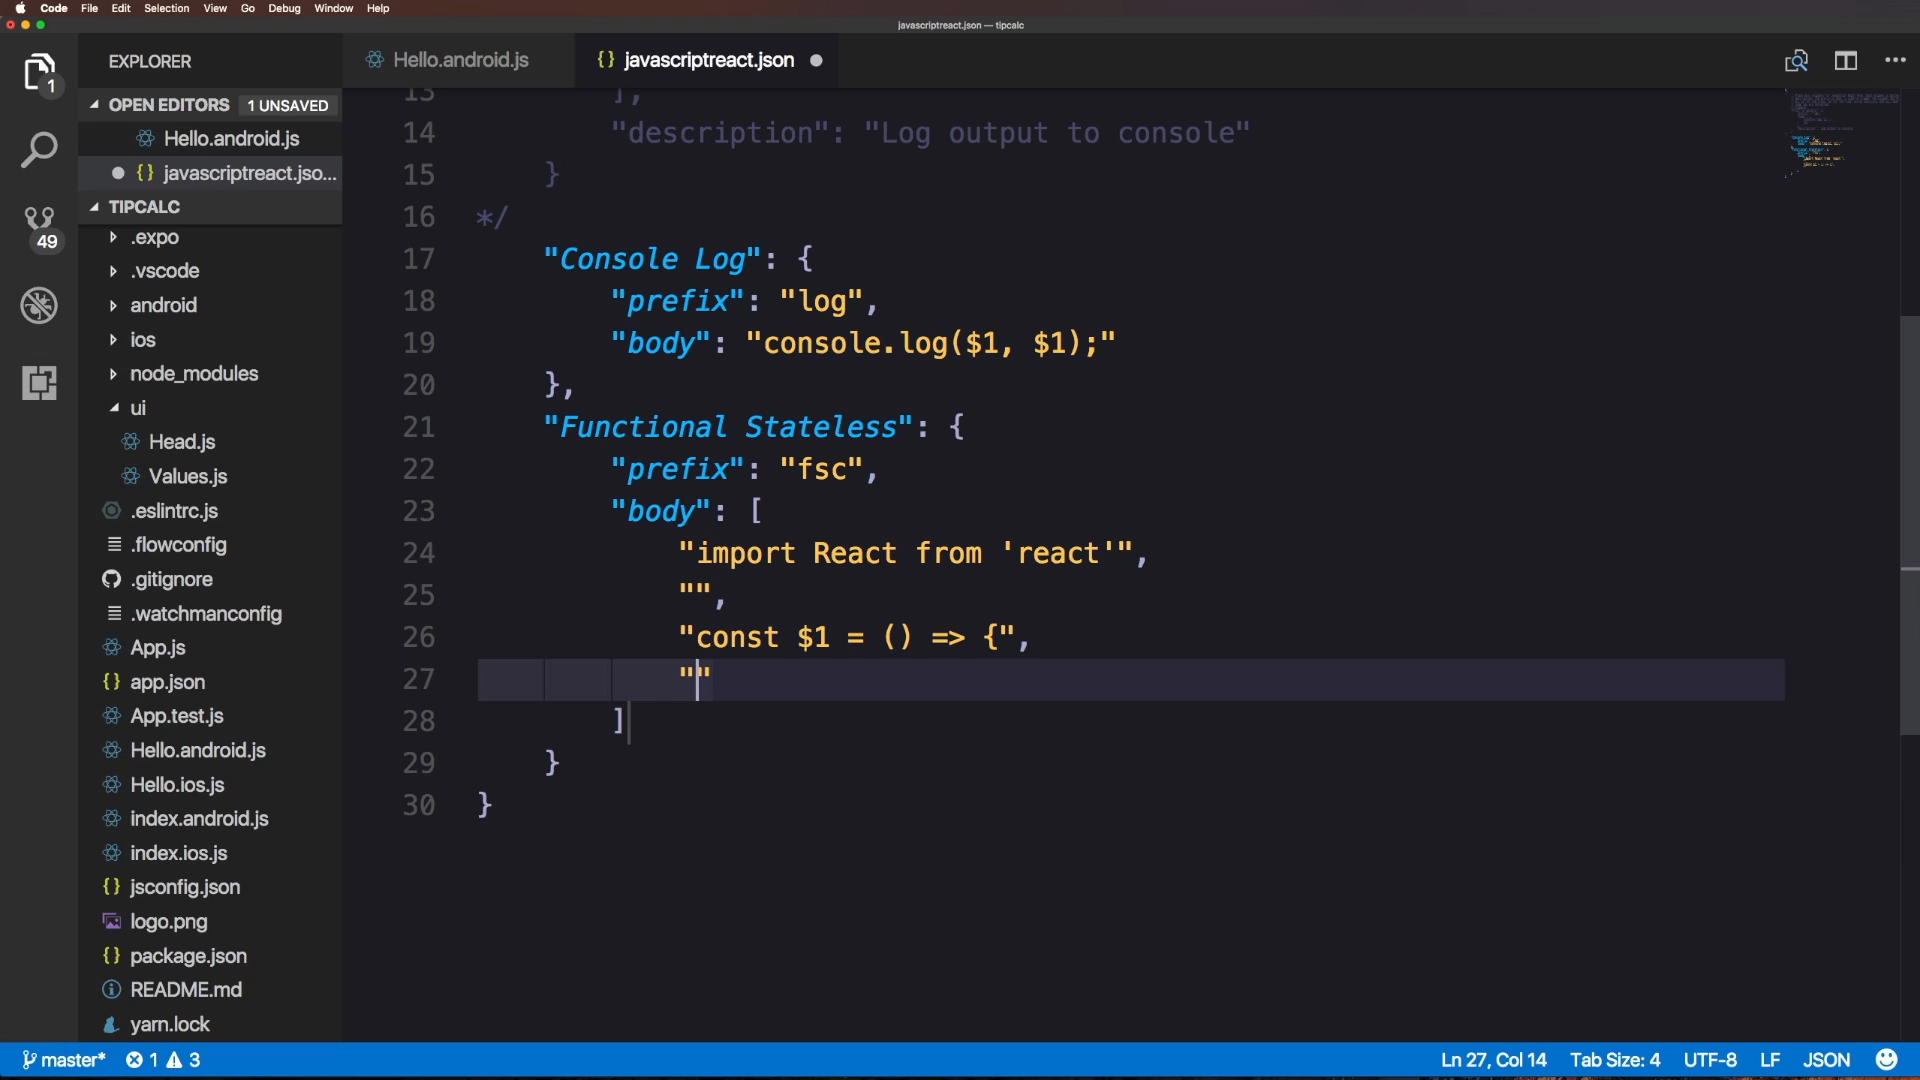 Code File Edit Selection View Go Debug Window Help
javascriptreact.json — tipcalc
EXPLORER
Hello.android.js
{} javascriptreact.json
1
OPEN EDITORS 1 UNSAVED
Hello.android.js
{} javascriptreact.jso...
TIPCALC
49
.expo
.vscode
android
ios
node_modules
ui
Head.js
Values.js
.eslintrc.js
.flowconfig
.gitignore
.watchmanconfig
App.js
{} app.json
App.test.js
Hello.android.js
Hello.ios.js
index.android.js
index.ios.js
{} jsconfig.json
logo.png
{} package.json
README.md
yarn.lock
13 ],
14 "description": "Log output to console"
15 }
16 */
17 "Console Log": {
18 "prefix": "log",
19 "body": "console.log($1, $1);"
20 },
21 "Functional Stateless": {
22 "prefix": "fsc",
23 "body": [
24 "import React from 'react'",
25 "",
26 "const $1 = () => {",
27 ""
28 ]
29 }
30 }
master* 1 3
Ln 27, Col 14 Tab Size: 4 UTF-8 LF JSON